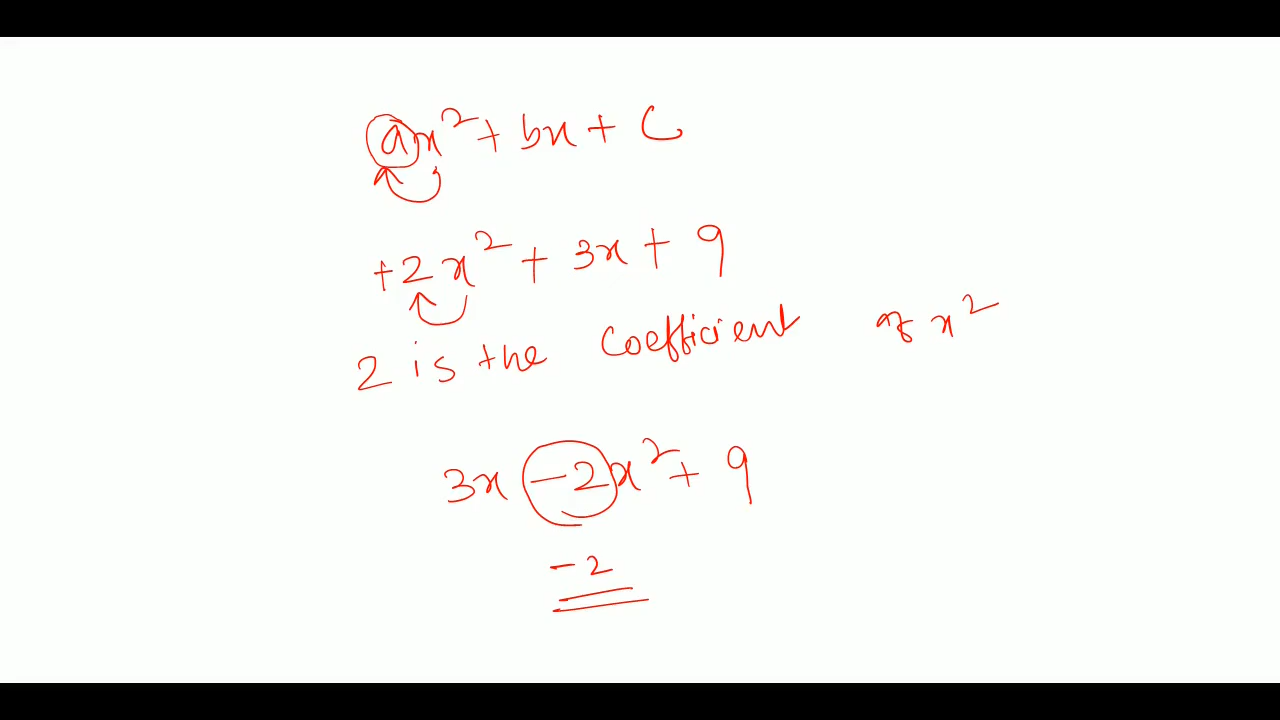 ax² + bx + c
+2x² + 3x + 9
2 is the coefficient of x²
3x -2x² + 9
-2